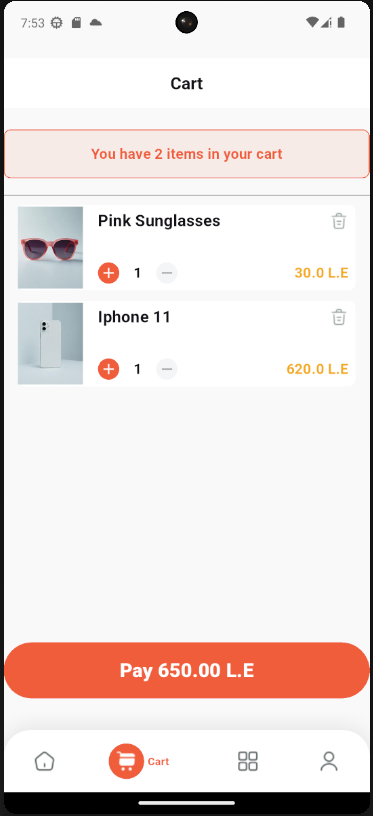 7:53
Cart
You have 2 items in your cart
Pink Sunglasses
1
30.0 L.E
Iphone 11
1
620.0 L.E
Pay 650.00 L.E
Cart